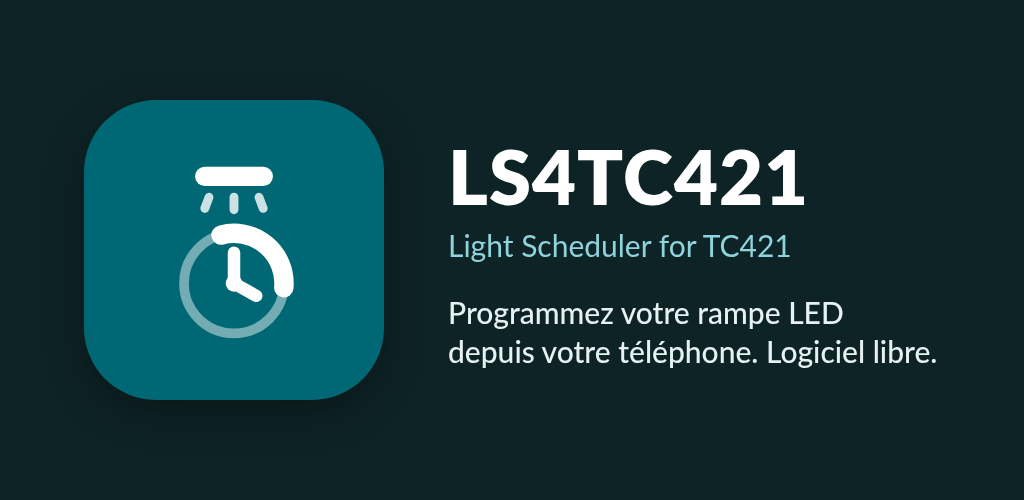 LS4TC421
Light Scheduler for TC421
Programmez votre rampe LED
depuis votre téléphone. Logiciel libre.